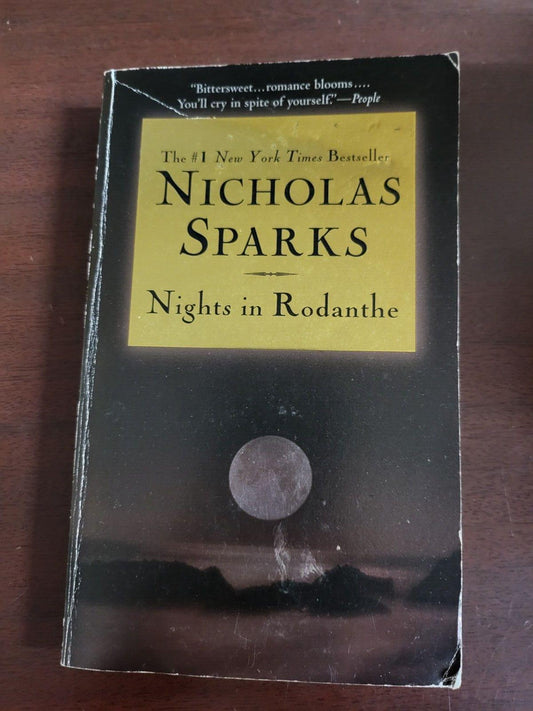 "Bittersweet...romance blooms....
You'll cry in spite of yourself."—People
The #1 New York Times Bestseller
NICHOLAS
SPARKS
Nights in Rodanthe